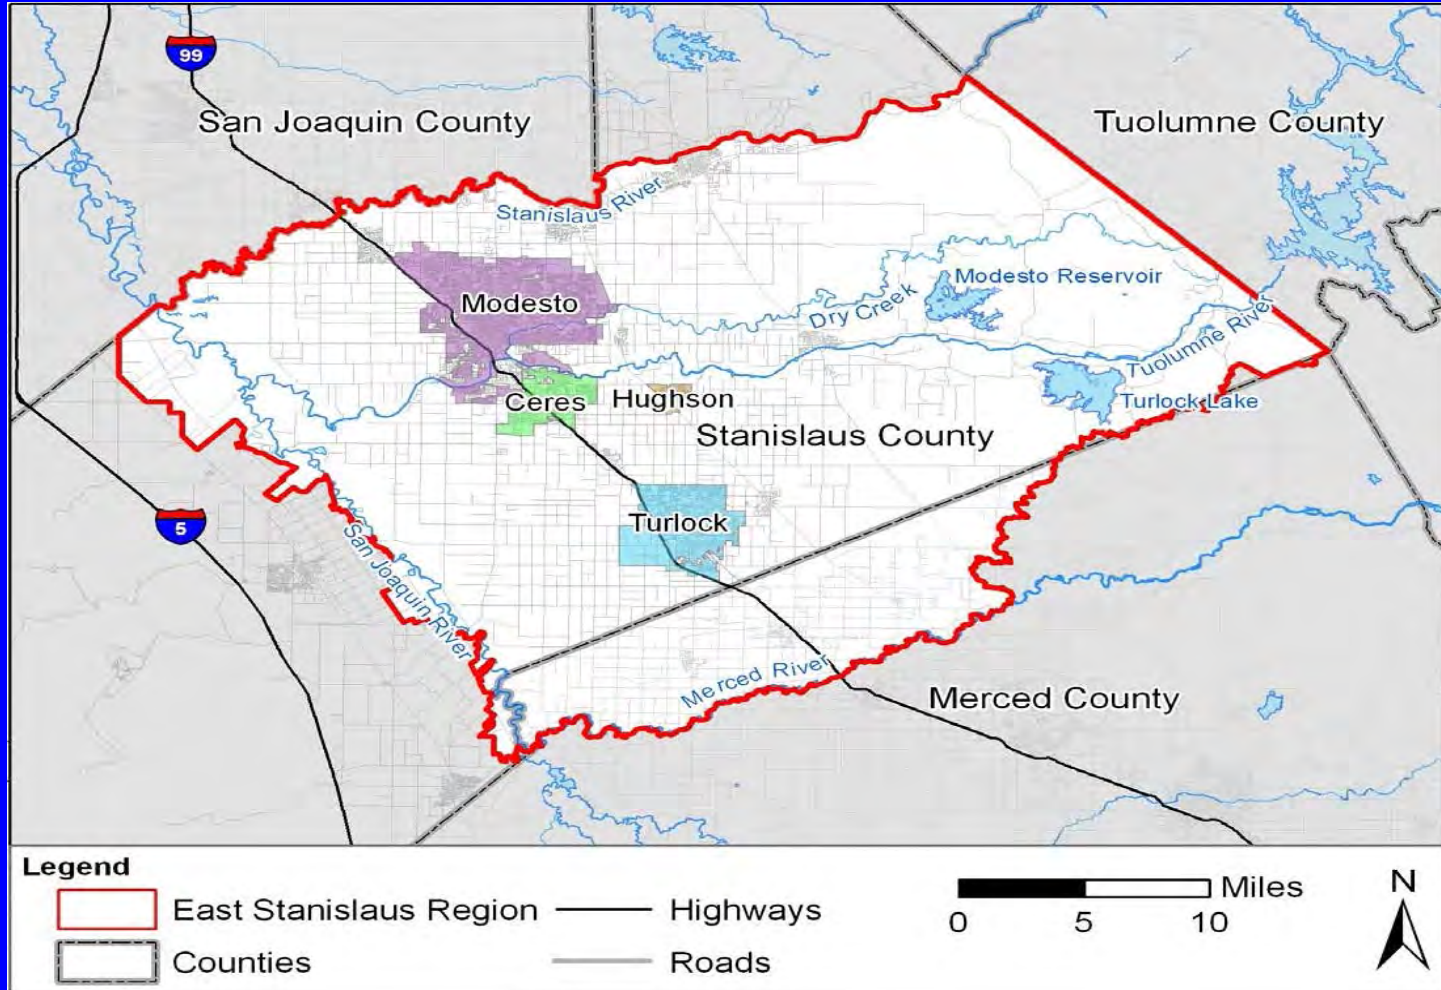 99
San Joaquin County
Tuolumne County
Stanislaus River
Modesto Reservoir
Modesto
Dry Creek
Tuolumne River
Ceres
Hughson
Turlock Lake
Stanislaus County
5
Turlock
San Joaquin River
Merced River
Merced County
Legend
East Stanislaus Region
Highways
Miles
N
0 5 10
Counties
Roads